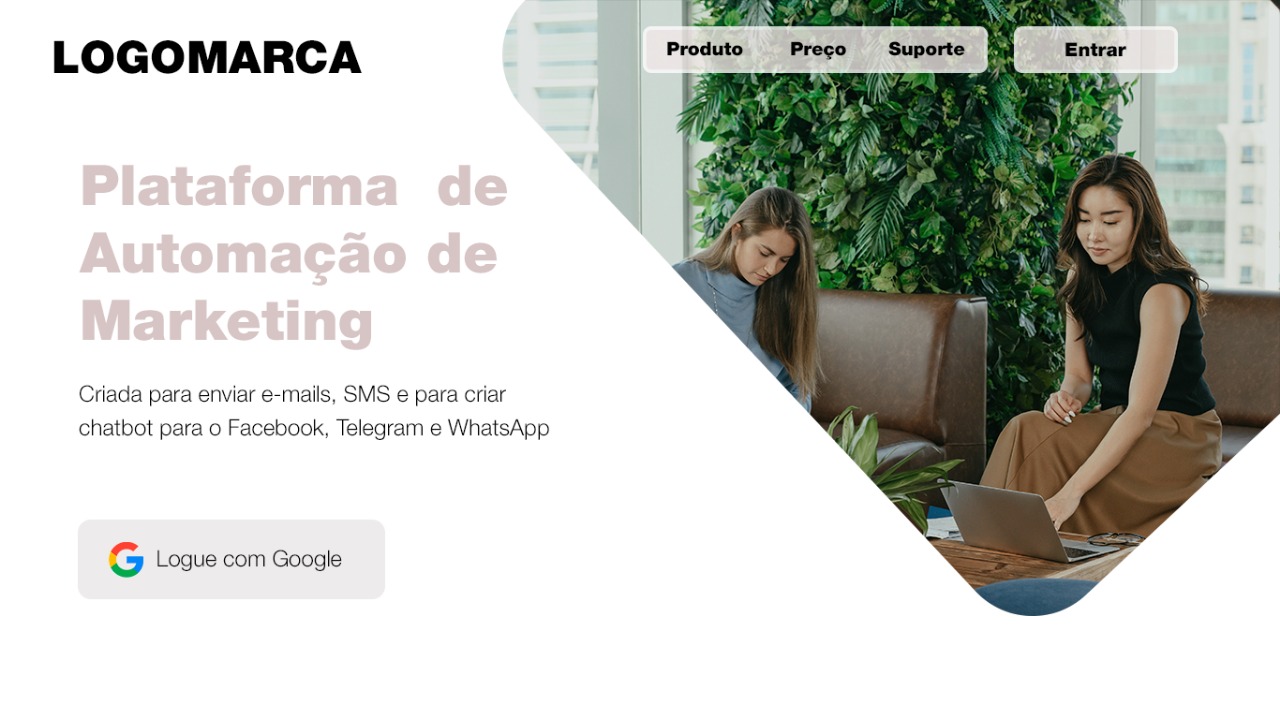 LOGOMARCA
Produto Preço Suporte Entrar
Plataforma de
Automação de
Marketing
Criada para enviar e-mails, SMS e para criar
chatbot para o Facebook, Telegram e WhatsApp
Logue com Google